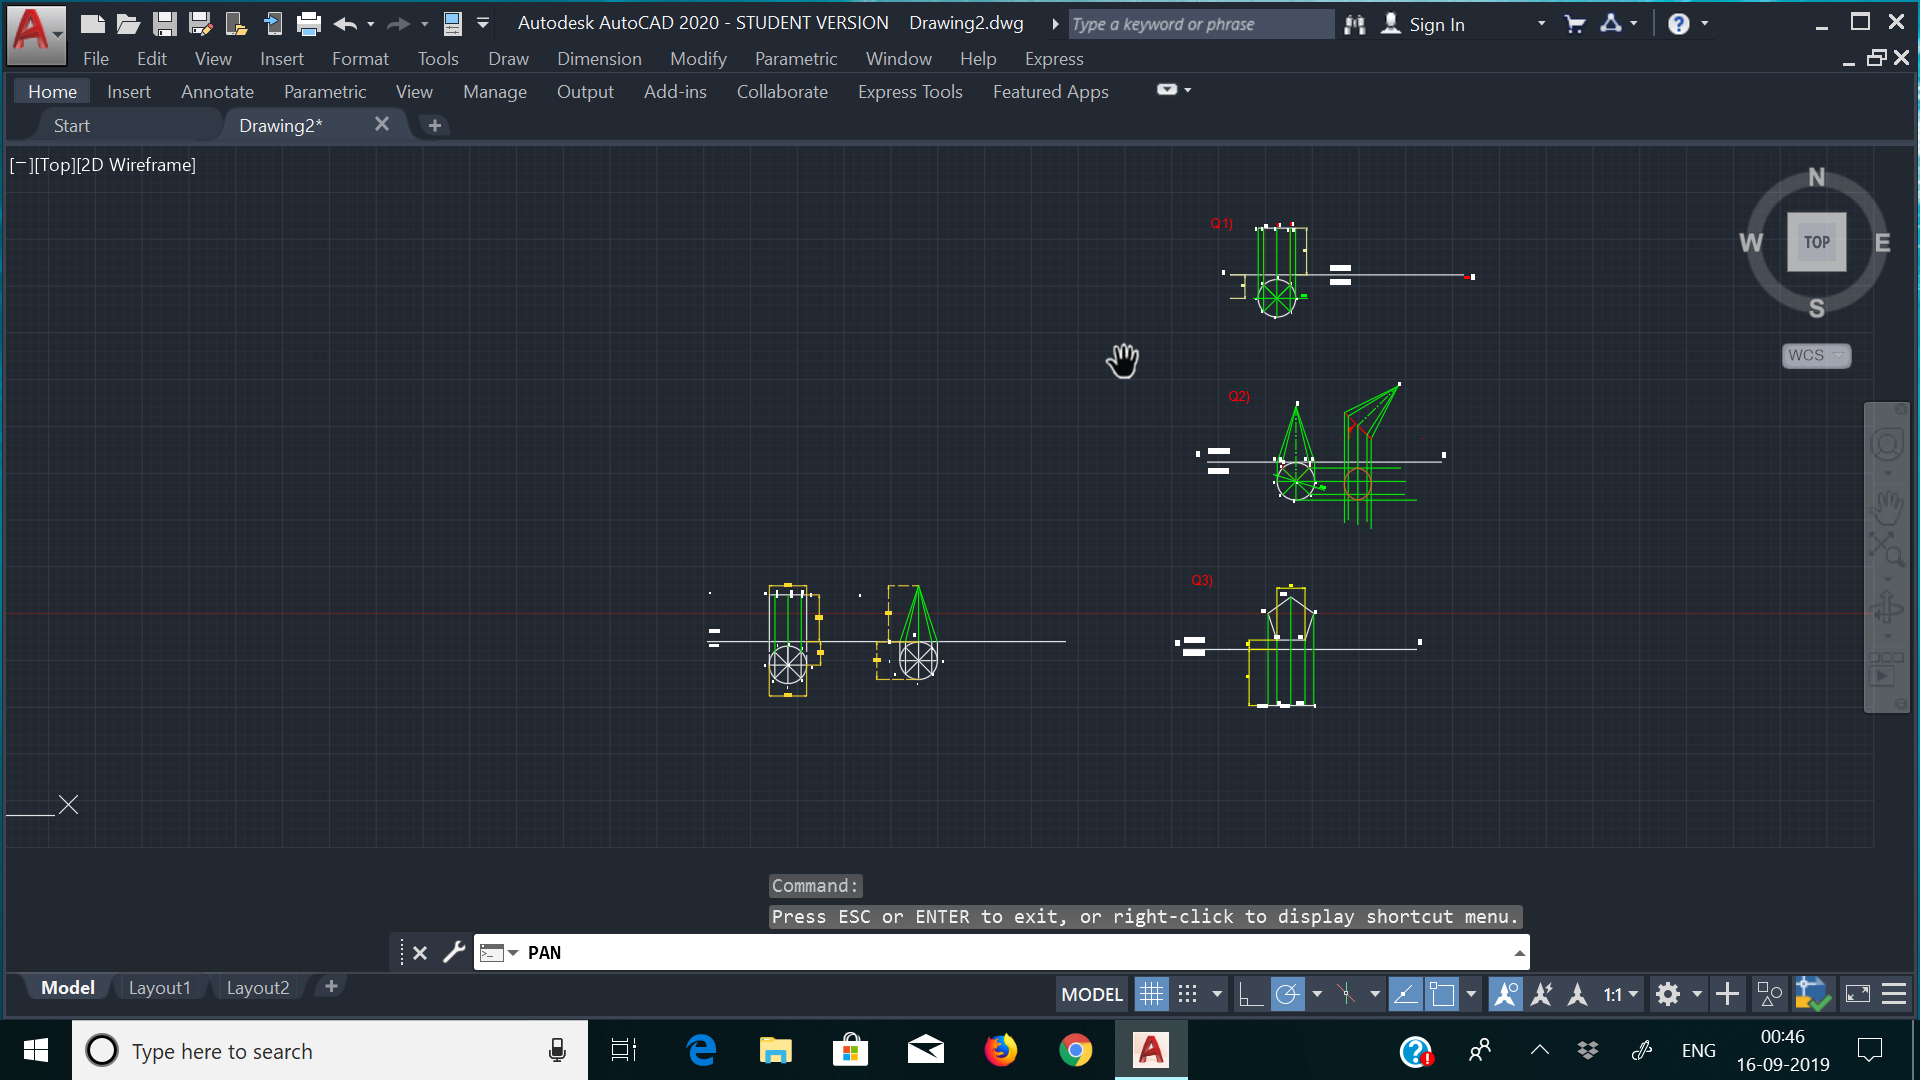 Autodesk AutoCAD 2020 - STUDENT VERSION Drawing2.dwg
Type a keyword or phrase
Sign In
File Edit View Insert Format Tools Draw Dimension Modify Parametric Window Help Express
Home Insert Annotate Parametric View Manage Output Add-ins Collaborate Express Tools Featured Apps
Start Drawing2*
[−][Top][2D Wireframe]
N
W TOP E
S
WCS
Q1)
Q2)
Q3)
Command:
Press ESC or ENTER to exit, or right-click to display shortcut menu.
PAN
Model Layout1 Layout2
MODEL 1:1
Type here to search
ENG
00:46
16-09-2019